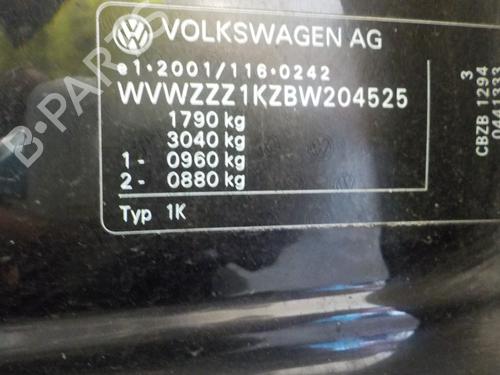 VOLKSWAGEN AG
e1*2001/116*0242
WVWZZZ1KZBW204525
1790 kg
3040 kg
1- 0960 kg
2- 0880 kg
Typ 1K
3
CBZB 1294
B-PARTS